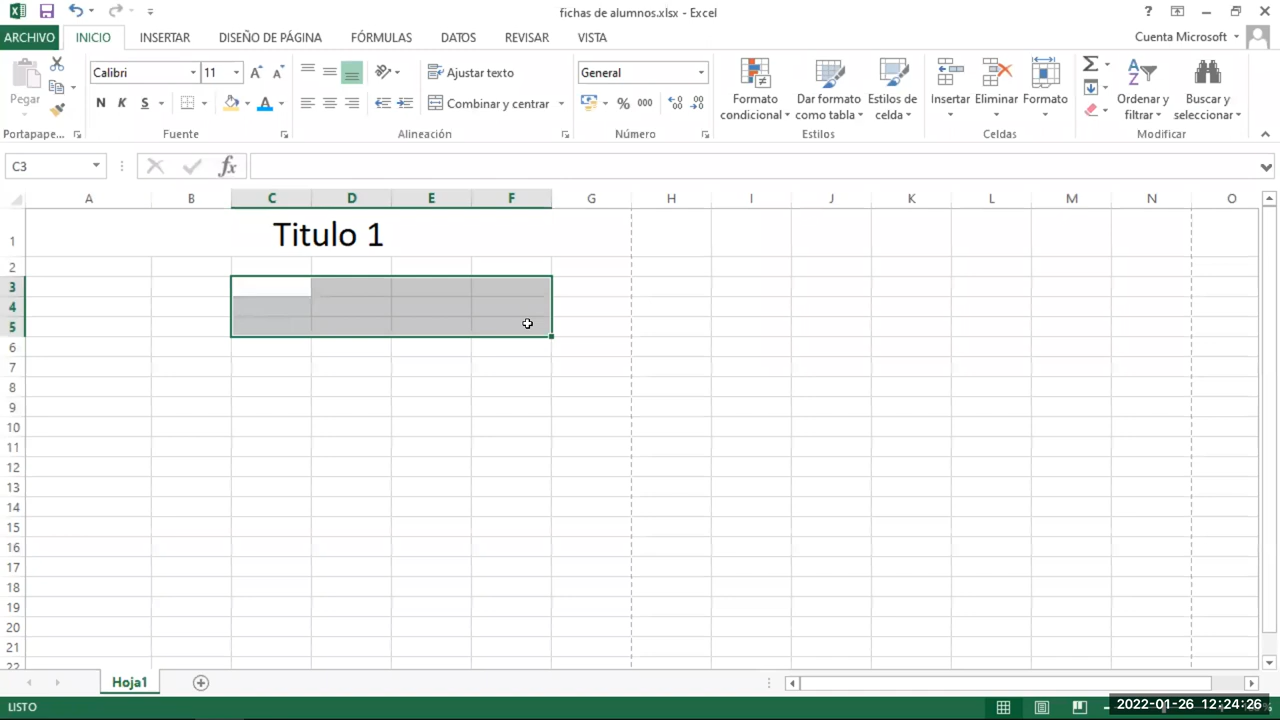 fichas de alumnos.xlsx - Excel
?
ARCHIVO INICIO INSERTAR DISEÑO DE PÁGINA FÓRMULAS DATOS REVISAR VISTA Cuenta Microsoft
Pegar
Calibri 11
Ajustar texto
General
N K S
Combinar y centrar
% 000
Formato condicional
Dar formato como tabla
Estilos de celda
Insertar Eliminar Formato
Ordenar y filtrar
Buscar y seleccionar
Portapape... Fuente Alineación Número Estilos Celdas Modificar
C3 fx
A B C D E F G H I J K L M N O
1 Titulo 1
2
3
4
5
6
7
8
9
10
11
12
13
14
15
16
17
18
19
20
21
22
Hoja1
LISTO
2022-01-26 12:24:26